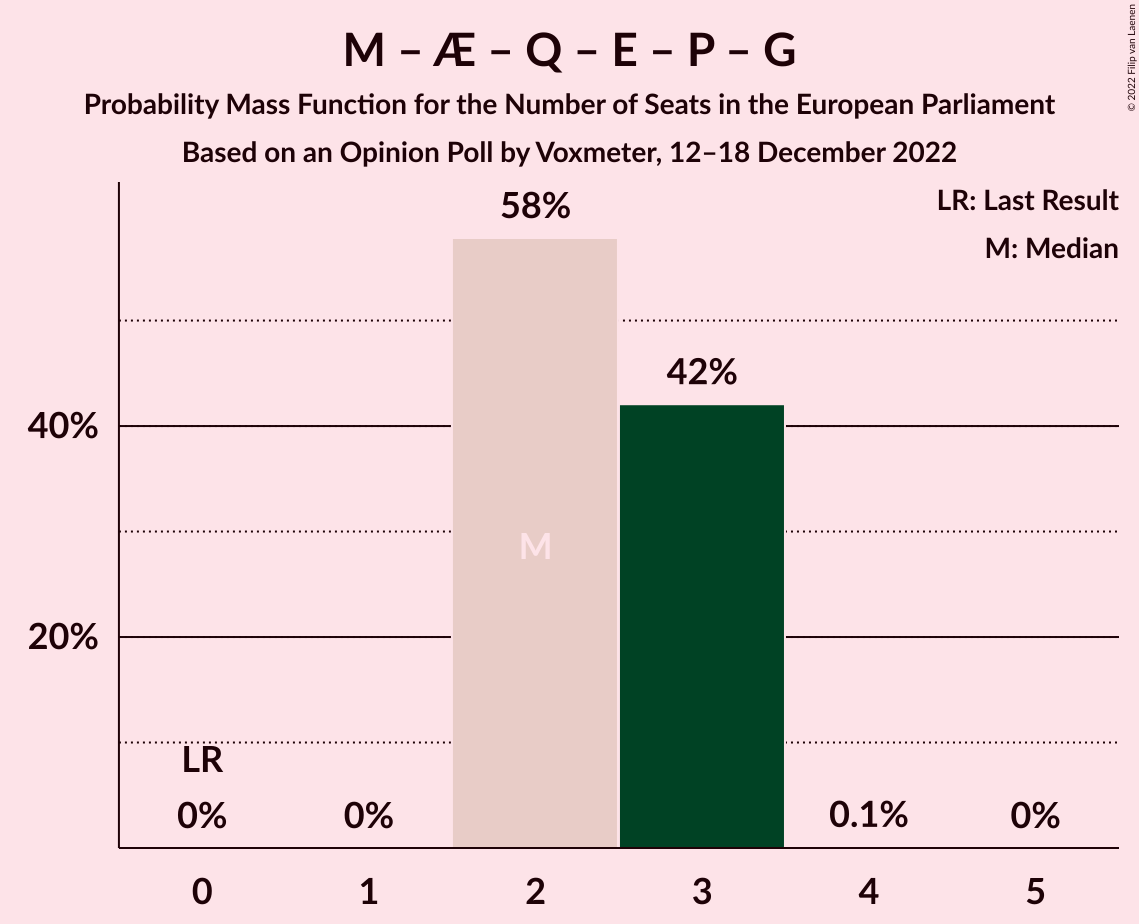 M – Æ – Q – E – P – G
Probability Mass Function for the Number of Seats in the European Parliament
Based on an Opinion Poll by Voxmeter, 12–18 December 2022
© 2022 Filip van Laenen
LR: Last Result
M: Median
58%
42%
40%
M
20%
LR
0%
0%
0.1%
0%
0
1
2
3
4
5